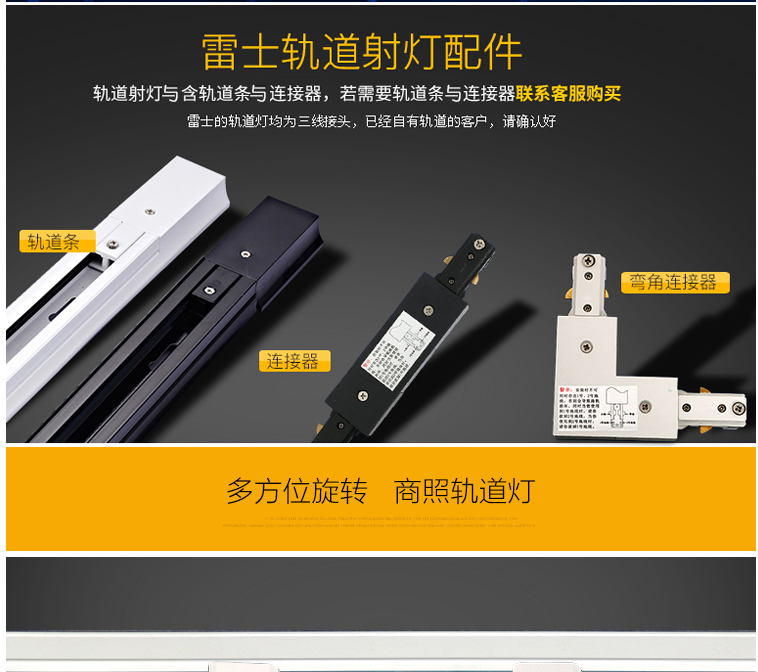 雷士轨道射灯配件
轨道射灯与含轨道条与连接器，若需要轨道条与连接器联系客服购买
雷士的轨道灯均为三线接头，已经自有轨道的客户，请确认好
轨道条
弯角连接器
连接器
多方位旋转 商照轨道灯